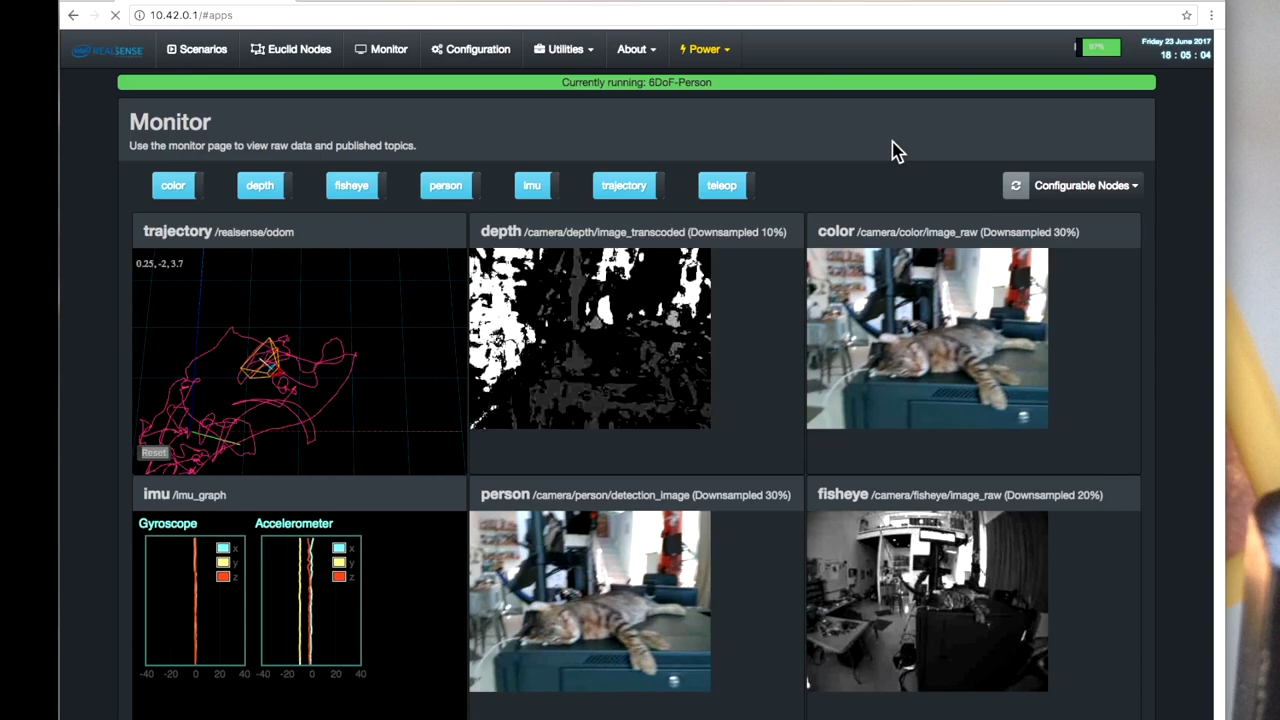 10.42.0.1/#apps
intel REALSENSE
Scenarios
Euclid Nodes
Monitor
Configuration
Utilities
About
Power
87%
Friday 23 June 2017
18 : 05 : 04
Currently running: 6DoF-Person
Monitor
Use the monitor page to view raw data and published topics.
color
depth
fisheye
person
imu
trajectory
teleop
Configurable Nodes
trajectory /realsense/odom
depth /camera/depth/image_transcoded (Downsampled 10%)
color /camera/color/image_raw (Downsampled 30%)
0.25, -2, 3.7
Reset
imu /imu_graph
person /camera/person/detection_image (Downsampled 30%)
fisheye /camera/fisheye/image_raw (Downsampled 20%)
Gyroscope
Accelerometer
x
y
z
x
y
z
-40 -20 0 20 40
-40 -20 0 20 40